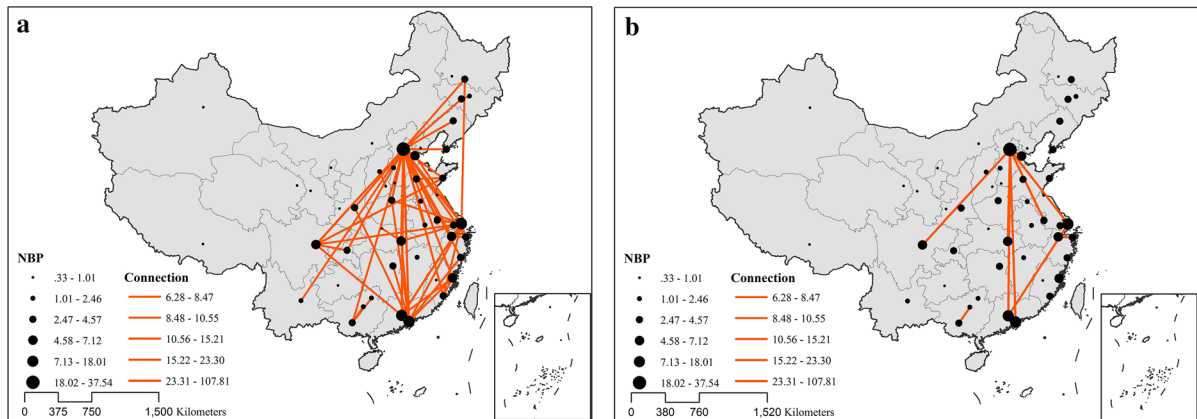 a
NBP
.33 - 1.01
1.01 - 2.46
2.47 - 4.57
4.58 - 7.12
7.13 - 18.01
18.02 - 37.54
Connection
6.28 - 8.47
8.48 - 10.55
10.56 - 15.21
15.22 - 23.30
23.31 - 107.81
0 375 750 1,500 Kilometers
b
NBP
.33 - 1.01
1.01 - 2.46
2.47 - 4.57
4.58 - 7.12
7.13 - 18.01
18.02 - 37.54
Connection
6.28 - 8.47
8.48 - 10.55
10.56 - 15.21
15.22 - 23.30
23.31 - 107.81
0 380 760 1,520 Kilometers